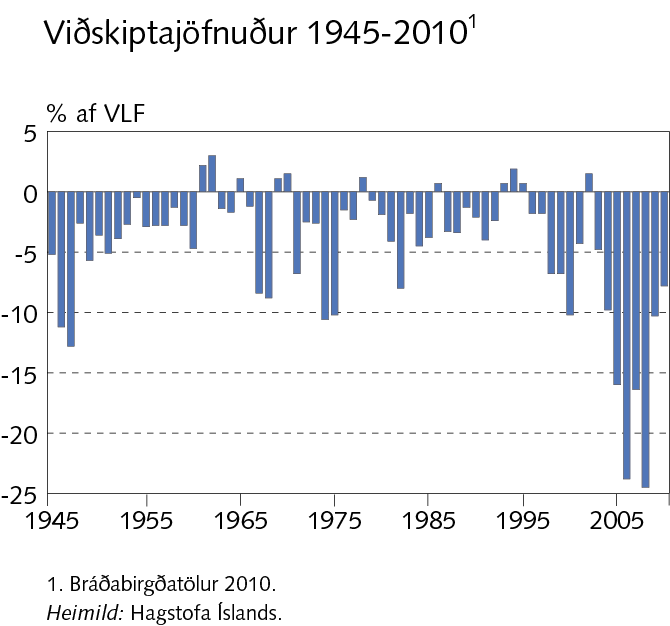 Viðskiptajöfnuður 1945-2010¹
% af VLF
5
0
-5
-10
-15
-20
-25
1945 1955 1965 1975 1985 1995 2005
1. Bráðabirgðatölur 2010.
Heimild: Hagstofa Íslands.